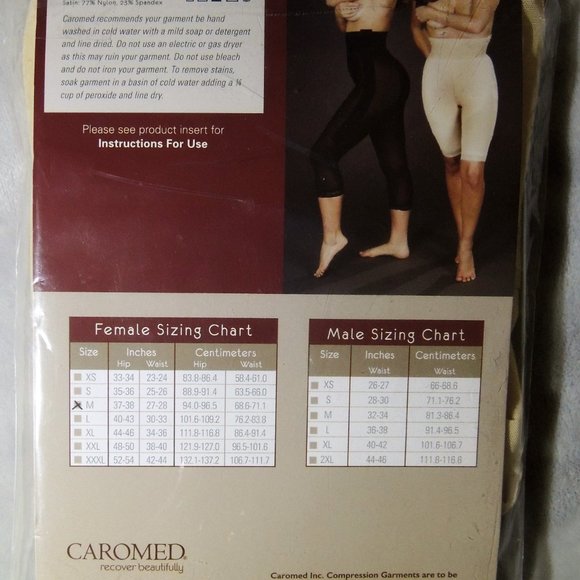 Satin: 77% Nylon, 23% Spandex
Caromed recommends your garment be hand
washed in cold water with a mild soap or detergent
and line dried. Do not use an electric or gas dryer
as this may ruin your garment. Do not use bleach
and do not iron your garment. To remove stains,
soak garment in a basin of cold water adding a ¼
cup of peroxide and line dry.
Please see product insert for
Instructions For Use
Female Sizing Chart
Size Inches Centimeters
Hip Waist Hip Waist
XS 33-34 23-24 83.8-86.4 58.4-61.0
S 35-36 25-26 88.9-91.4 63.5-66.0
M 37-38 27-28 94.0-96.5 68.6-71.1
L 40-43 30-33 101.6-109.2 76.2-83.8
XL 44-46 34-36 111.8-116.8 86.4-91.4
XXL 48-50 38-40 121.9-127.0 96.5-101.6
XXXL 52-54 42-44 132.1-137.2 106.7-111.7
Male Sizing Chart
Size Inches Centimeters
Waist Waist
XS 26-27 66-68.6
S 28-30 71.1-76.2
M 32-34 81.3-86.4
L 36-38 91.4-96.5
XL 40-42 101.6-106.7
2XL 44-46 111.8-116.8
CAROMED®
recover beautifully
Caromed Inc. Compression Garments are to be